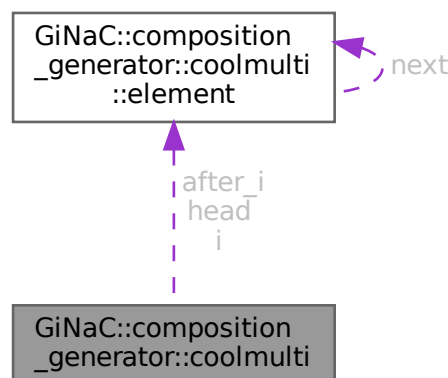 GiNaC::composition
_generator::coolmulti
::element
next
after_i
head
i
GiNaC::composition
_generator::coolmulti